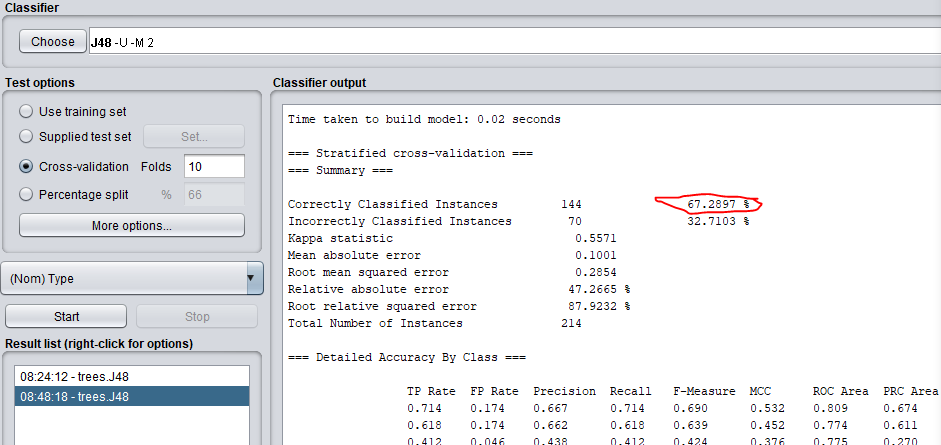 Classifier
Choose J48 -U -M 2
Test options
Use training set
Supplied test set Set...
Cross-validation Folds 10
Percentage split % 66
More options...
(Nom) Type
Start Stop
Result list (right-click for options)
08:24:12 - trees.J48
08:48:18 - trees.J48
Classifier output
Time taken to build model: 0.02 seconds
=== Stratified cross-validation ===
=== Summary ===
Correctly Classified Instances 144 67.2897 %
Incorrectly Classified Instances 70 32.7103 %
Kappa statistic 0.5571
Mean absolute error 0.1001
Root mean squared error 0.2854
Relative absolute error 47.2665 %
Root relative squared error 87.9232 %
Total Number of Instances 214
=== Detailed Accuracy By Class ===
TP Rate FP Rate Precision Recall F-Measure MCC ROC Area PRC Area
0.714 0.174 0.667 0.714 0.690 0.532 0.809 0.674
0.618 0.174 0.662 0.618 0.639 0.452 0.774 0.611
0.412 0.046 0.438 0.412 0.424 0.376 0.775 0.270